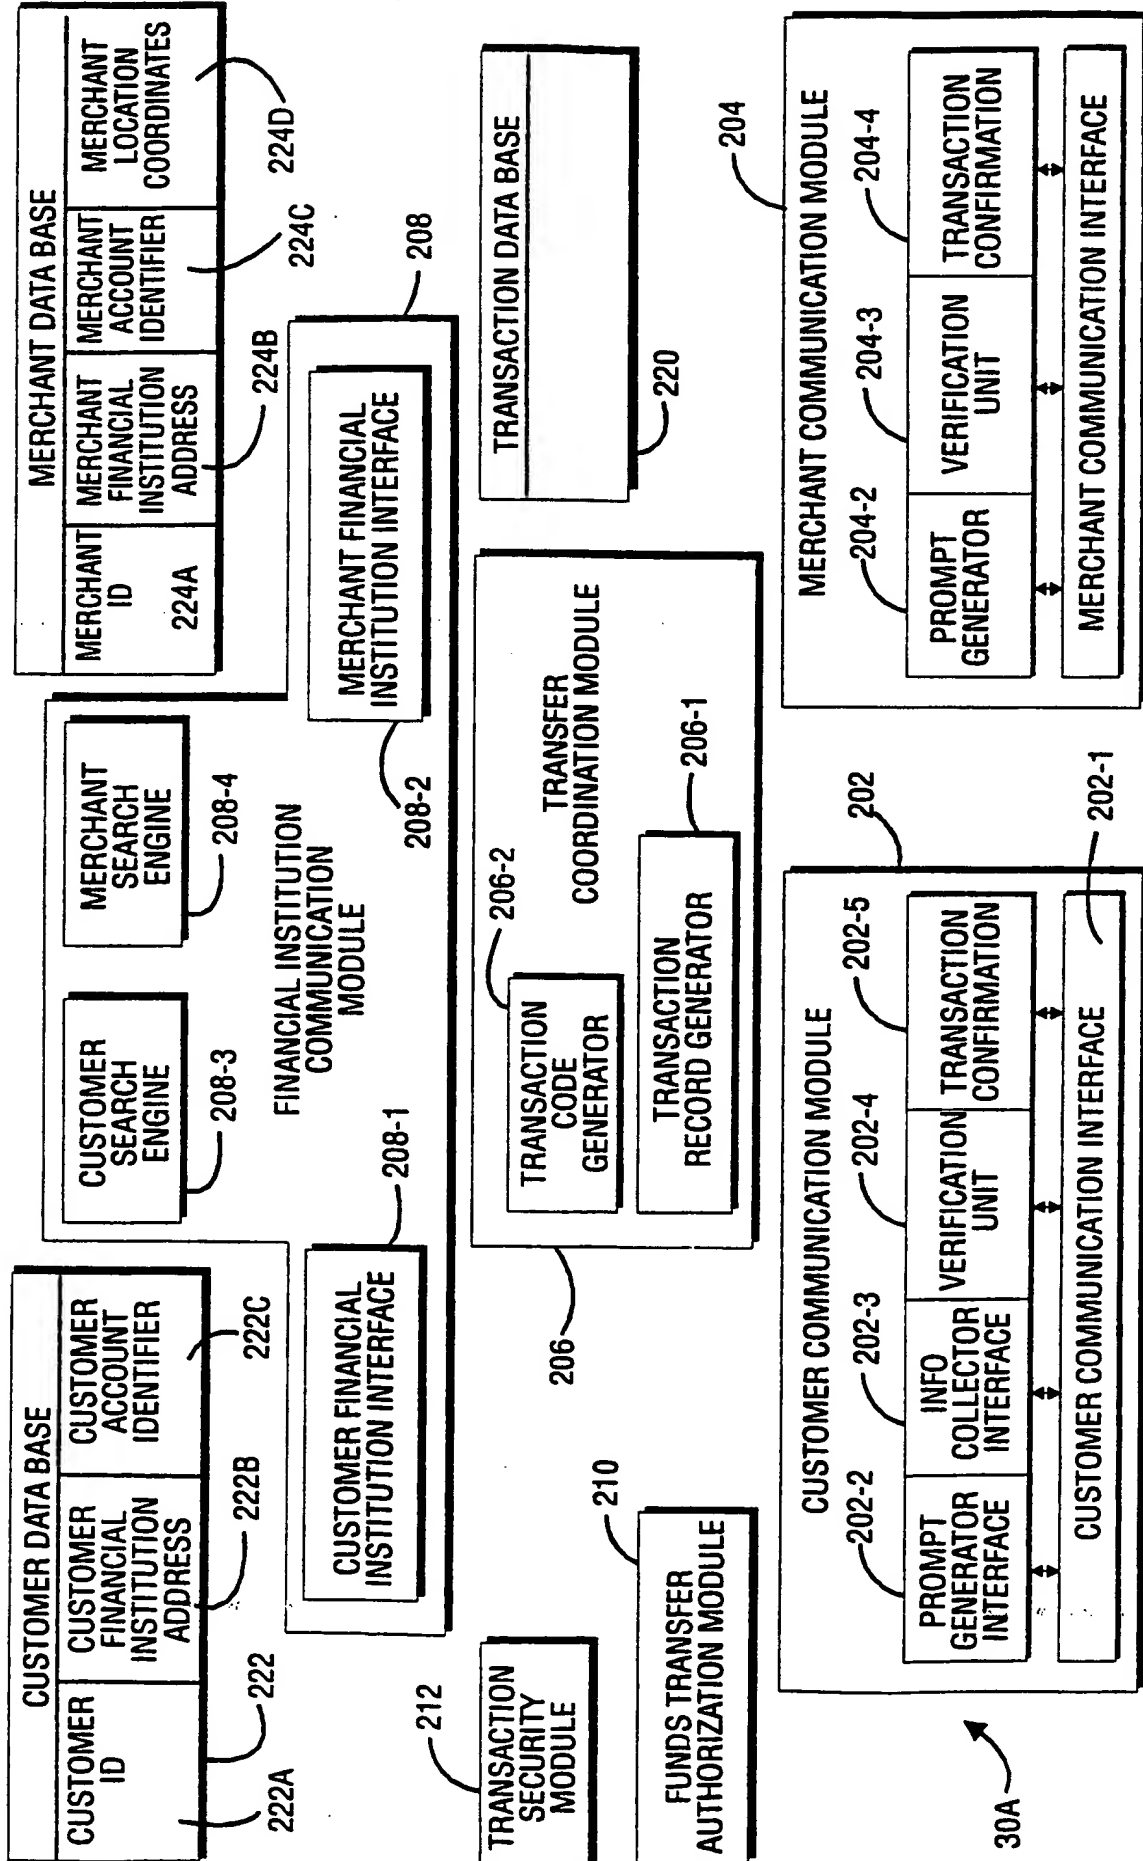 CUSTOMER DATA BASE
CUSTOMER
ID
CUSTOMER
FINANCIAL
INSTITUTION
ADDRESS
CUSTOMER
ACCOUNT
IDENTIFIER
222A
222
222B
222C
CUSTOMER
SEARCH
ENGINE
208-3
MERCHANT
SEARCH
ENGINE
208-4
FINANCIAL INSTITUTION
COMMUNICATION
MODULE
208-1
CUSTOMER FINANCIAL
INSTITUTION INTERFACE
MERCHANT FINANCIAL
INSTITUTION INTERFACE
208-2
208
MERCHANT DATA BASE
MERCHANT
ID
224A
MERCHANT
FINANCIAL
INSTITUTION
ADDRESS
224B
MERCHANT
ACCOUNT
IDENTIFIER
224C
MERCHANT
LOCATION
COORDINATES
224D
212
TRANSACTION
SECURITY
MODULE
210
FUNDS TRANSFER
AUTHORIZATION MODULE
206
206-2
TRANSACTION
CODE
GENERATOR
TRANSFER
COORDINATION MODULE
206-1
TRANSACTION
RECORD GENERATOR
TRANSACTION DATA BASE
220
CUSTOMER COMMUNICATION MODULE
202
202-2
202-3
202-4
202-5
PROMPT
GENERATOR
INTERFACE
INFO
COLLECTOR
INTERFACE
VERIFICATION
UNIT
TRANSACTION
CONFIRMATION
CUSTOMER COMMUNICATION INTERFACE
202-1
MERCHANT COMMUNICATION MODULE
204
204-2
204-3
204-4
PROMPT
GENERATOR
VERIFICATION
UNIT
TRANSACTION
CONFIRMATION
MERCHANT COMMUNICATION INTERFACE
30A